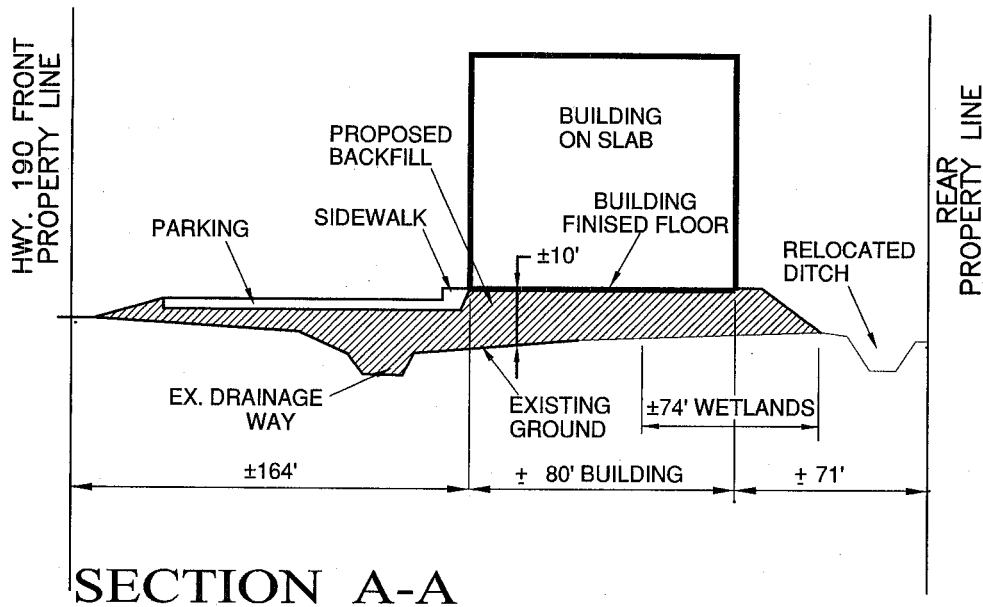 HWY. 190 FRONT
PROPERTY LINE
PROPOSED
BACKFILL
BUILDING
ON SLAB
REAR
PROPERTY LINE
PARKING
SIDEWALK
BUILDING
FINISED FLOOR
±10'
RELOCATED
DITCH
EX. DRAINAGE
WAY
EXISTING
GROUND
±74' WETLANDS
±164'
± 80' BUILDING
± 71'
SECTION A-A